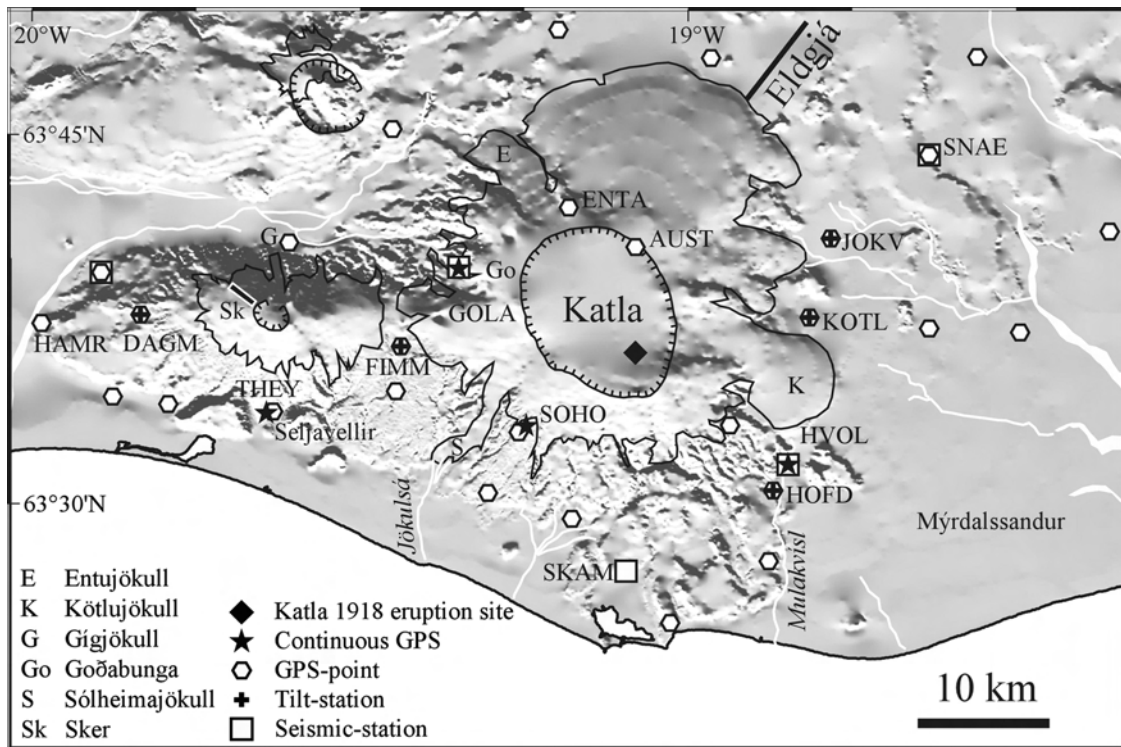 20°W
19°W
Eldgjá
63°45'N
E
SNAE
ENTA
G
AUST
JOKV
Go
Sk
GOLA
Katla
KOTL
HAMR
DAGM
FIMM
K
THEY
SOHO
Seljavellir
HVOL
S
HOFD
63°30'N
Mýrdalssandur
Jökulsá
SKAM
Mulakvísl
E Entujökull
K Kötlujökull
G Gígjökull
Go Goðabunga
S Sólheimajökull
Sk Sker
Katla 1918 eruption site
Continuous GPS
GPS-point
Tilt-station
Seismic-station
10 km